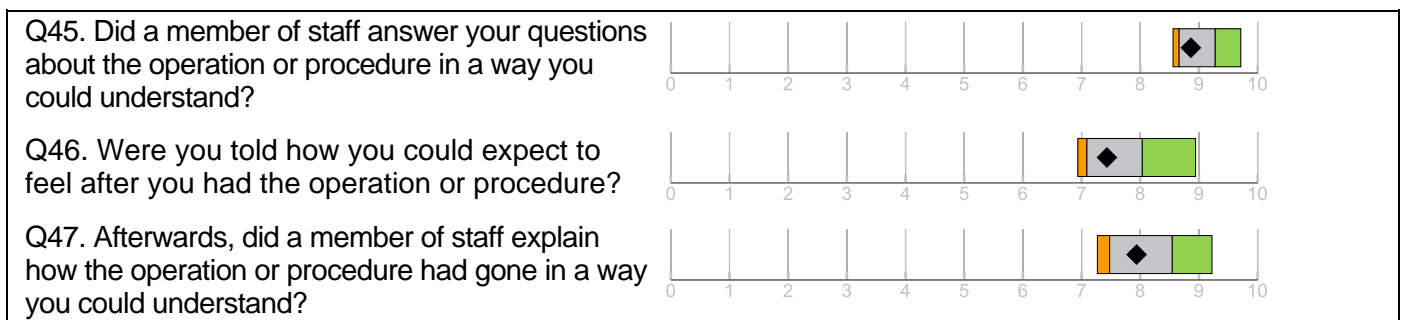 Q45. Did a member of staff answer your questions
about the operation or procedure in a way you
could understand?
0 1 2 3 4 5 6 7 8 9 10
Q46. Were you told how you could expect to
feel after you had the operation or procedure?
0 1 2 3 4 5 6 7 8 9 10
Q47. Afterwards, did a member of staff explain
how the operation or procedure had gone in a way
you could understand?
0 1 2 3 4 5 6 7 8 9 10